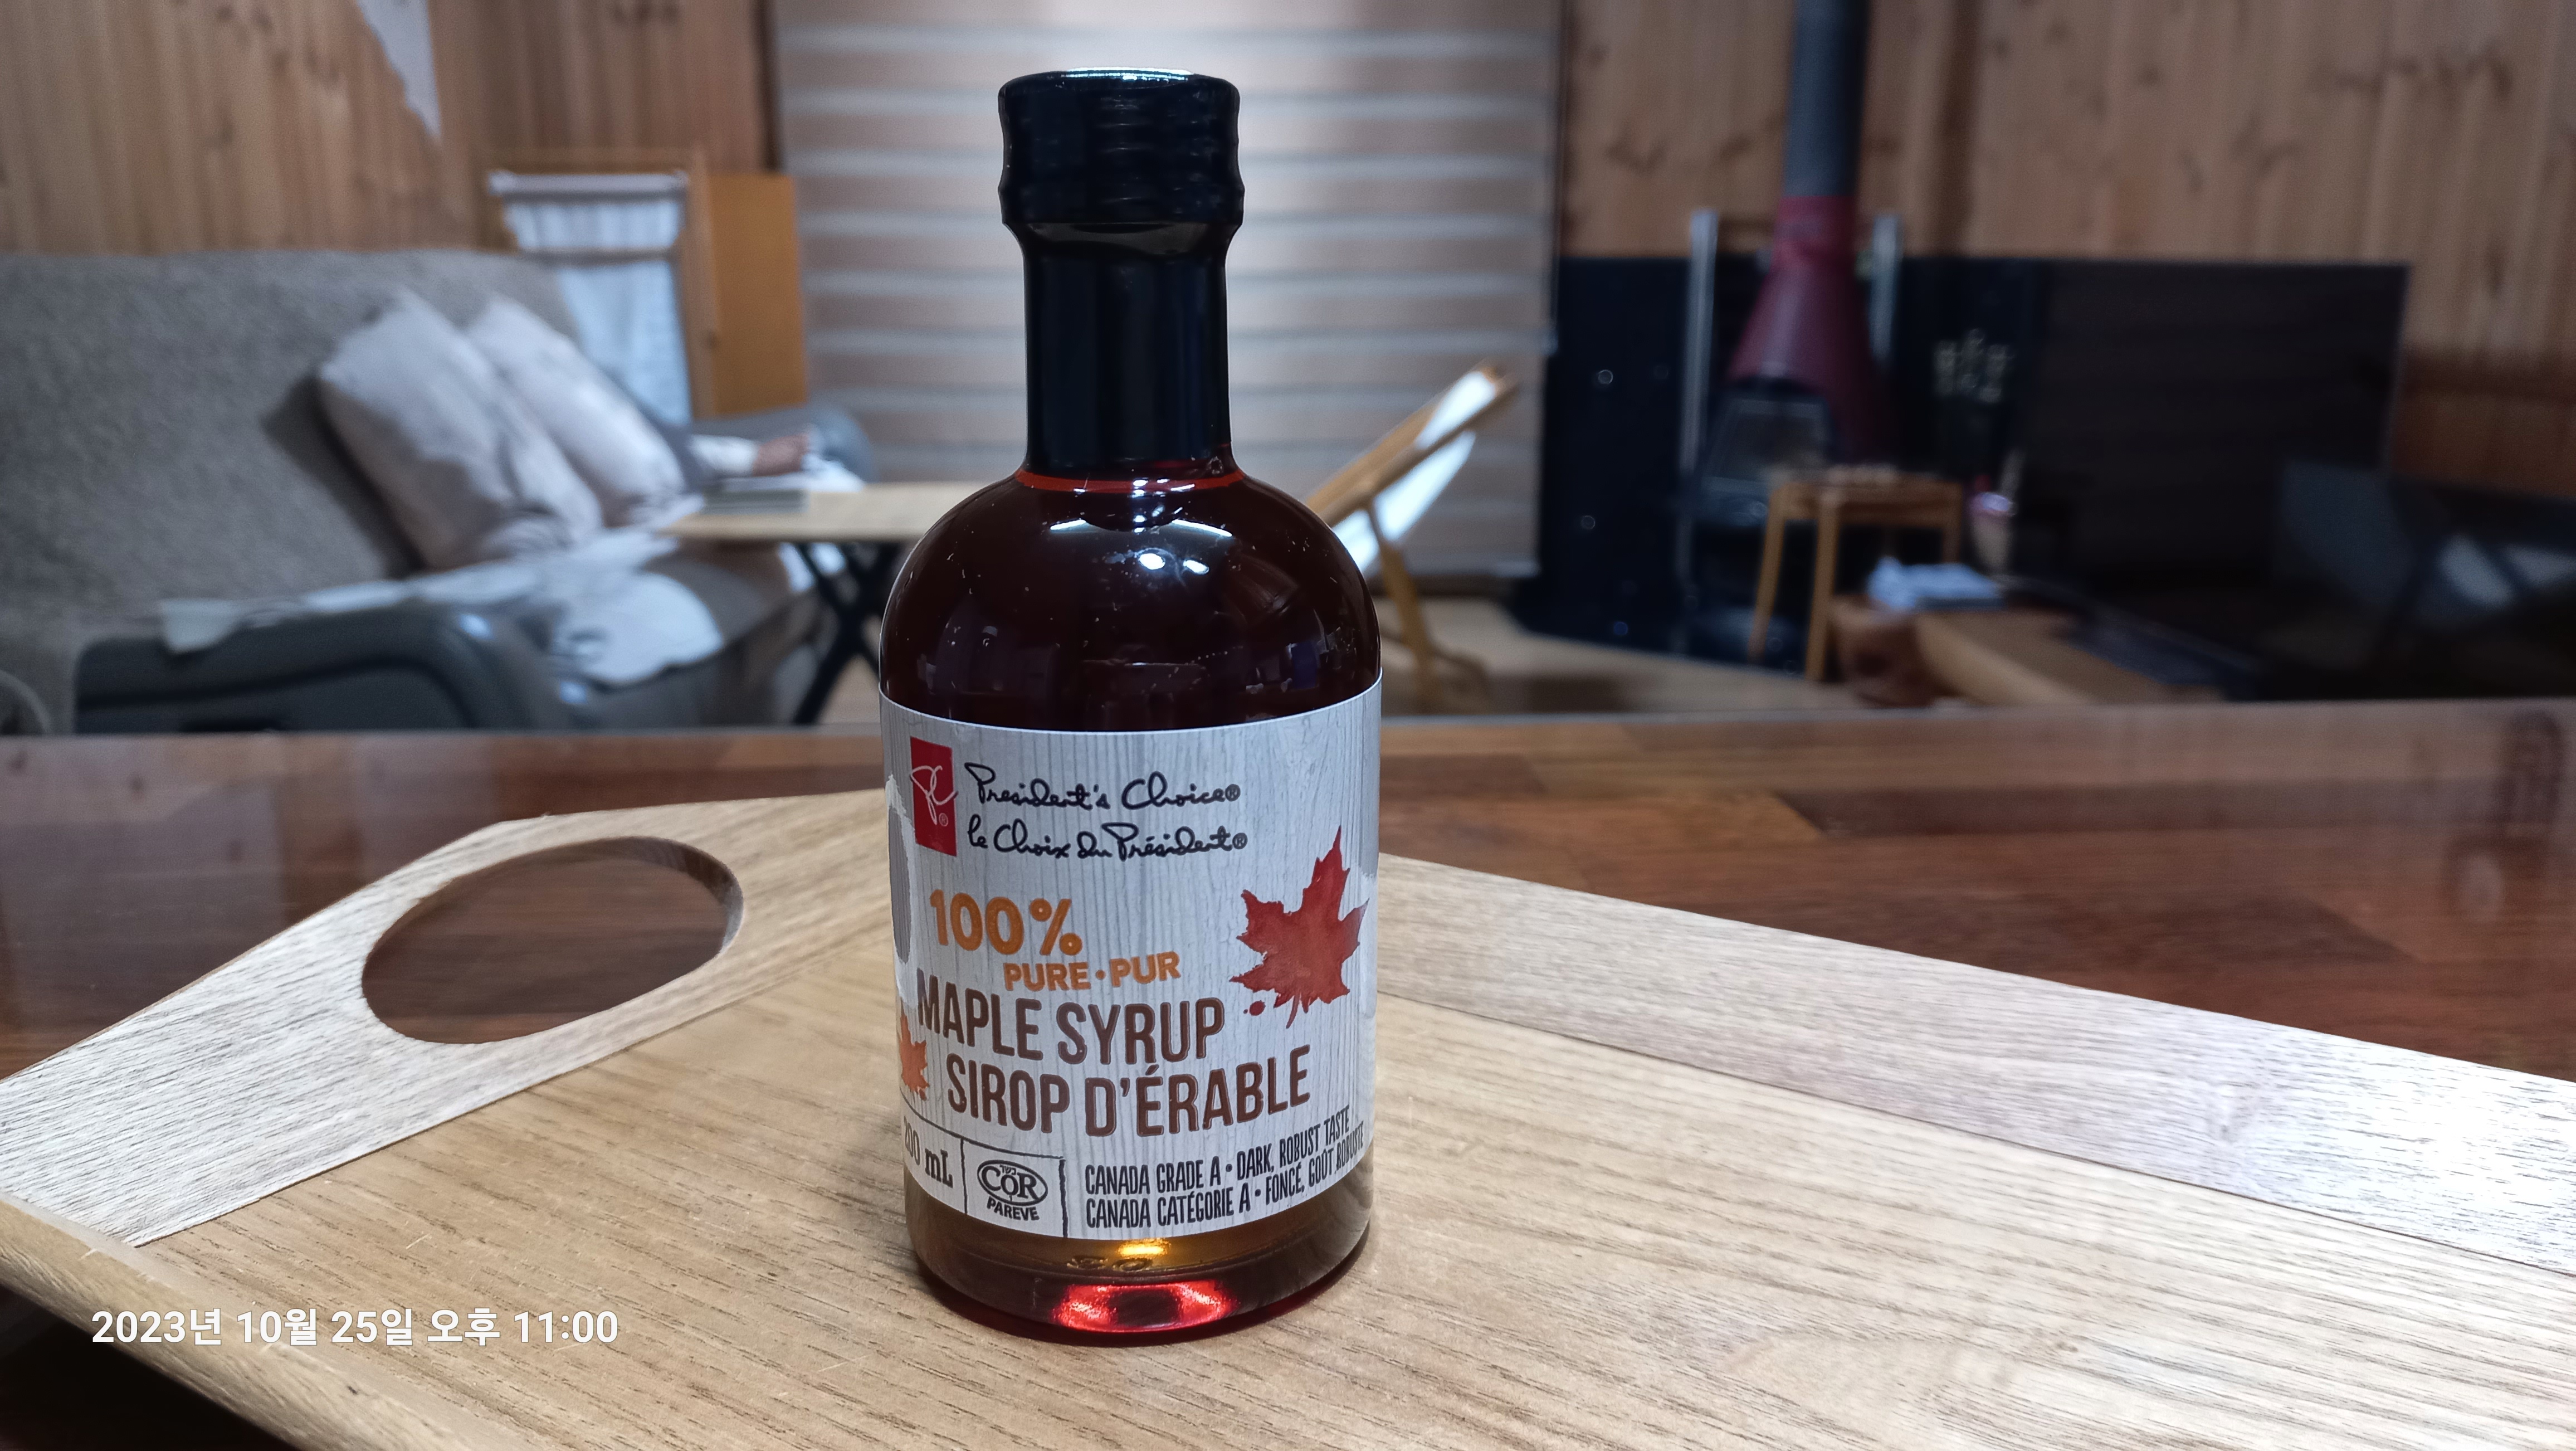 President's Choice®
le Choix du Président®
100%
PURE•PUR
MAPLE SYRUP
SIROP D'ÉRABLE
mL
COR
PAREVE
CANADA GRADE A • DARK, ROBUST TASTE
CANADA CATÉGORIE A • FONCÉ, GOÛT ROBUSTE
2023년 10월 25일 오후 11:00